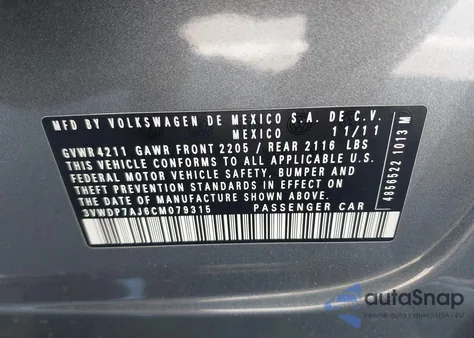 MFD BY VOLKSWAGEN DE MEXICO S.A. DE C.V.
MEXICO 11/11
GVWR 4211 GAWR FRONT 2205 / REAR 2116 LBS
THIS VEHICLE CONFORMS TO ALL APPLICABLE U.S.
FEDERAL MOTOR VEHICLE SAFETY, BUMPER AND
THEFT PREVENTION STANDARDS IN EFFECT ON
THE DATE OF MANUFACTURE SHOWN ABOVE.
3VWDP7AJ6CM079315 PASSENGER CAR
4856522 1013 M
autaSnap